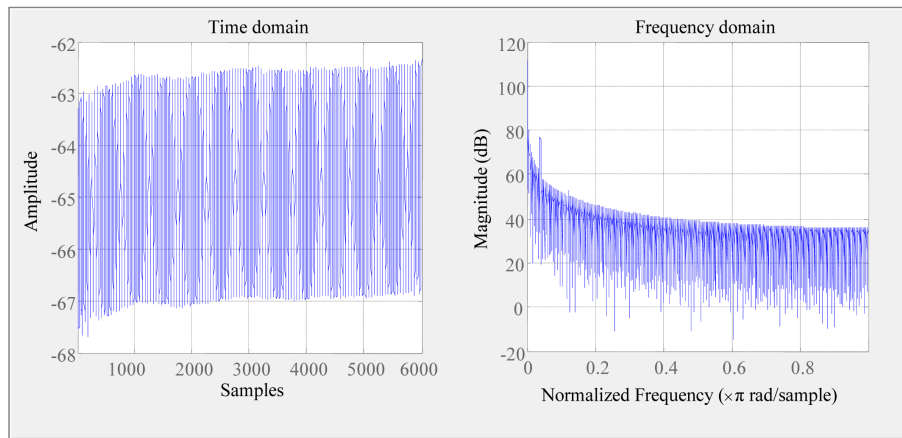 Time domain
-62
-63
-64
-65
-66
-67
-68
Amplitude
1000 2000 3000 4000 5000 6000
Samples
Frequency domain
120
100
80
60
40
20
0
-20
Magnitude (dB)
0 0.2 0.4 0.6 0.8
Normalized Frequency (×π rad/sample)